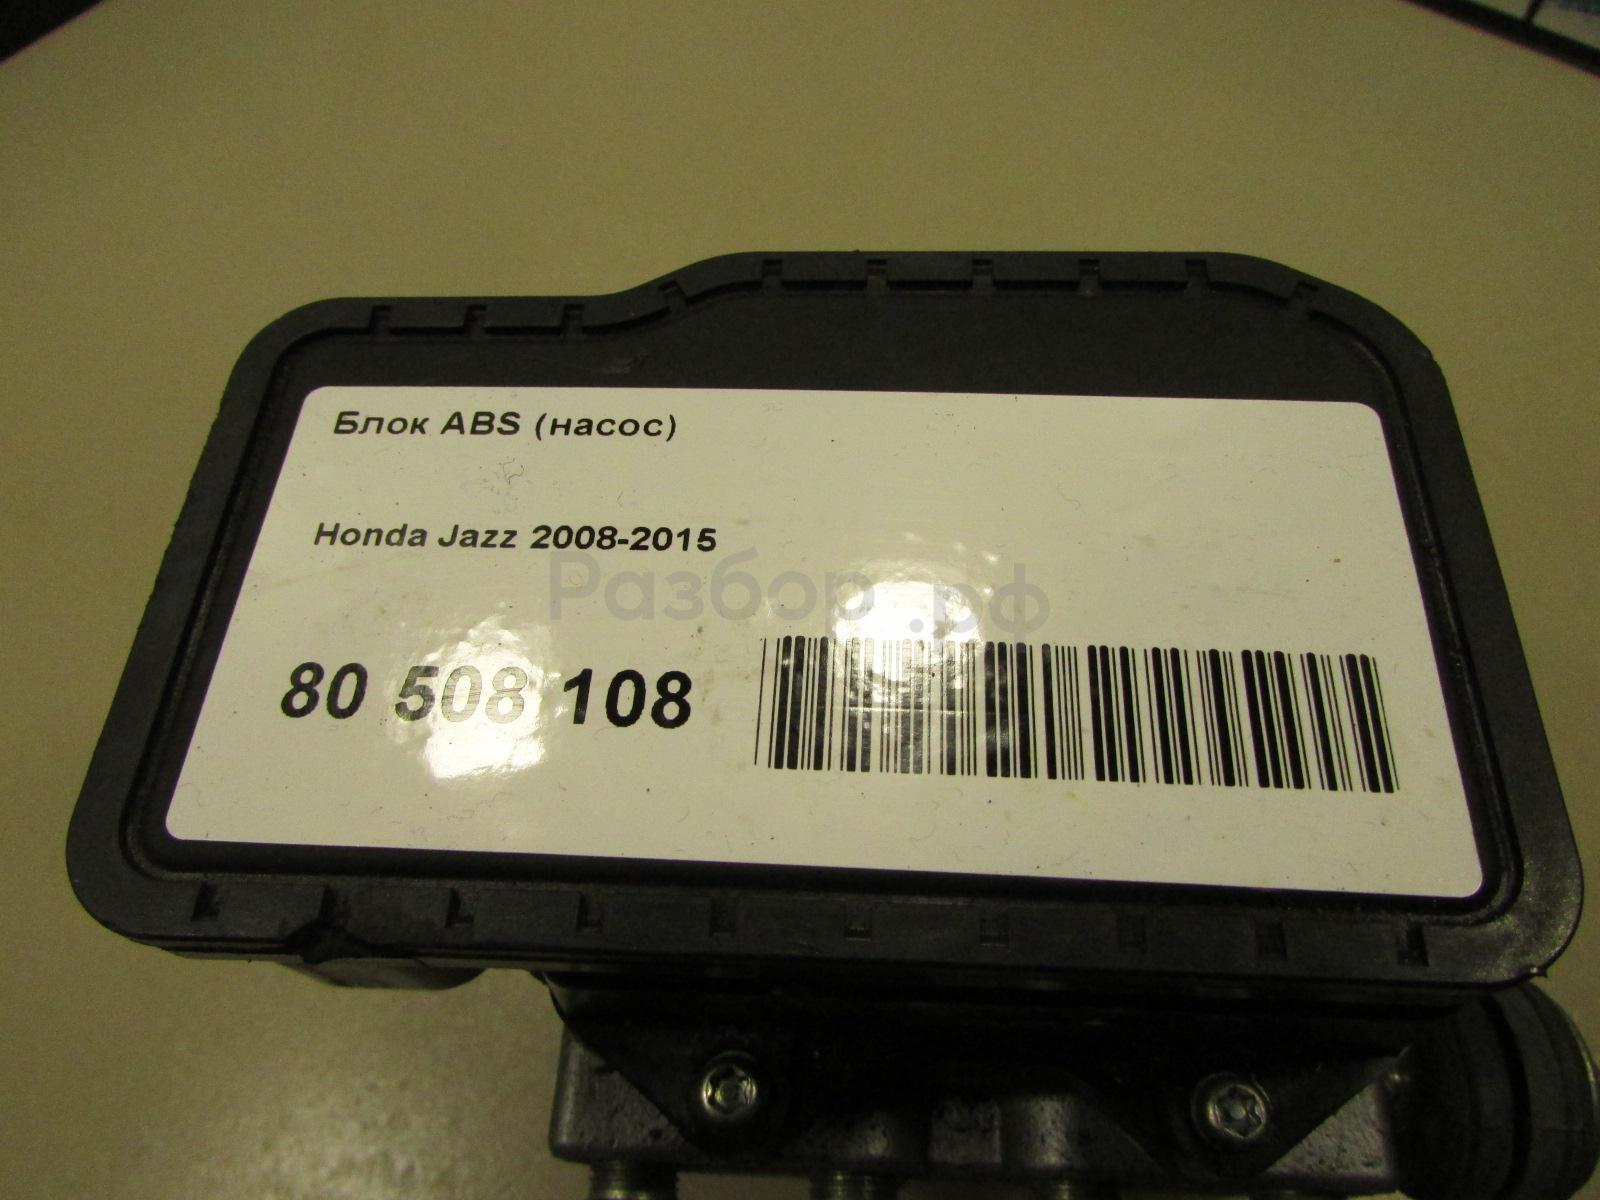 Блок ABS (насос)
Honda Jazz 2008-2015
Разбор.рф
80 508 108